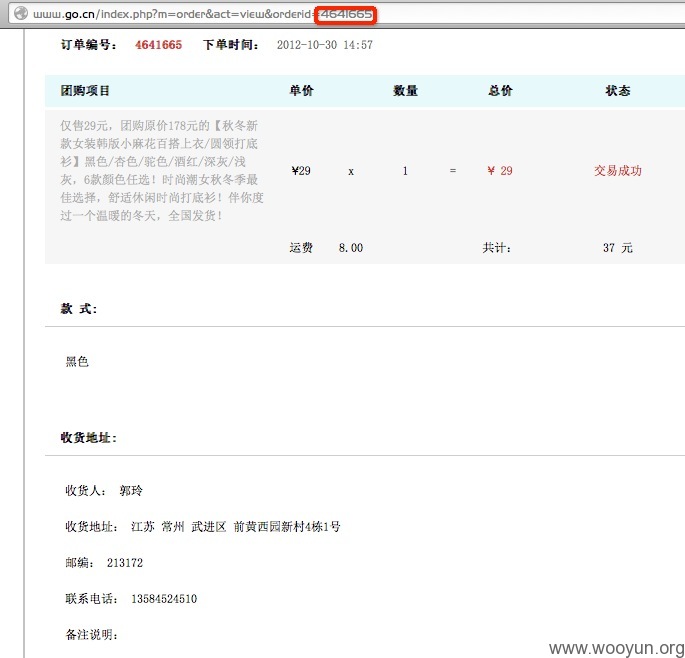 www.go.cn/index.php?m=order&act=view&orderid=4641665
订单编号： 4641665 下单时间： 2012-10-30 14:57
团购项目 单价 数量 总价 状态
仅售29元，团购原价178元的【秋冬新
款女装韩版小麻花百搭上衣/圆领打底
衫】黑色/杏色/驼色/酒红/深灰/浅
灰，6款颜色任选！时尚潮女秋冬季最
佳选择，舒适休闲时尚打底衫！伴你度
过一个温暖的冬天，全国发货！
¥29 x 1 = ¥ 29 交易成功
运费 8.00 共计： 37 元
款 式：
黑色
收货地址：
收货人： 郭玲
收货地址： 江苏 常州 武进区 前黄西园新村4栋1号
邮编： 213172
联系电话： 13584524510
备注说明：
www.wooyun.org